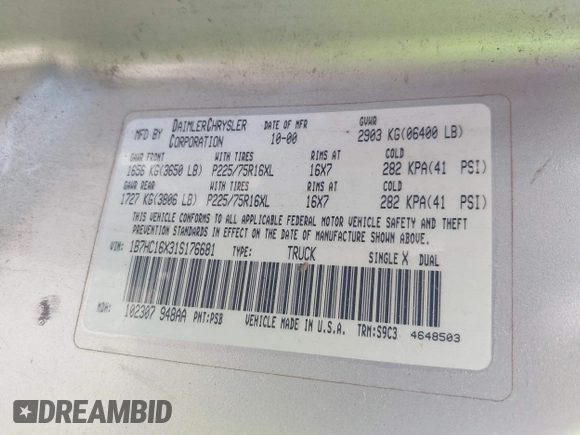 MFD BY DAIMLERCHRYSLER CORPORATION DATE OF MFR 10-00 GVWR 2903 KG(06400 LB)
GWAR FRONT WITH TIRES RIMS AT COLD
1656 KG(3650 LB) P225/75R16XL 16X7 282 KPA(41 PSI)
GWAR REAR WITH TIRES RIMS AT COLD
1727 KG(3806 LB) P225/75R16XL 16X7 282 KPA(41 PSI)
THIS VEHICLE CONFORMS TO ALL APPLICABLE FEDERAL MOTOR VEHICLE SAFETY AND THEFT
PREVENTION STANDARDS IN EFFECT ON THE DATE OF MANUFACTURE SHOWN ABOVE.
VIN: 1B7HC16X31S176681 TYPE: TRUCK SINGLE X DUAL
MDH: 102307 948AA PNT:PSB VEHICLE MADE IN U.S.A. TRM:S9C3 4648503
DREAMBID